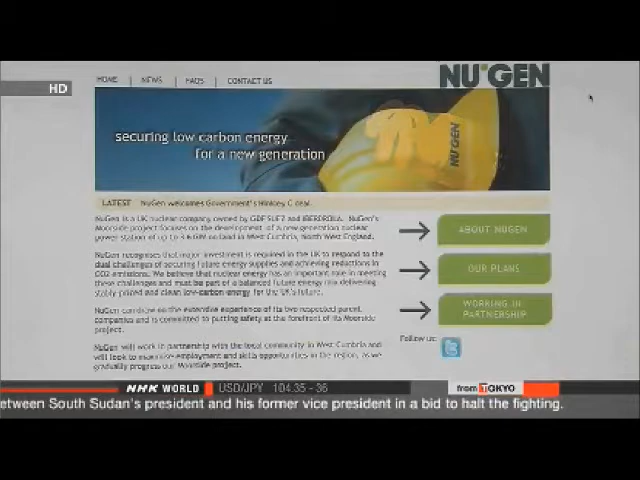 HOME | NEWS | FAQS | CONTACT US
NU·GEN
HD
securing low carbon energy
for a new generation
NUGEN
LATEST NuGen welcomes Government's Hinkley C deal
NuGen is a UK nuclear company owned by GDF SUEZ and IBERDROLA. NuGen's
Moorside project focuses on the development of a new generation nuclear
power station of up to 3.6GW on land in West Cumbria, North West England.
NuGen recognises that major investment is required in the UK to respond to the
dual challenges of securing future energy supplies and achieving reductions in
CO2 emissions. We believe that nuclear energy has an important role in meeting
these challenges and must be part of a balanced future energy mix delivering
stably priced and clean low-carbon energy for the UK's future.
NuGen can draw on the extensive experience of its two respected parent
companies and is committed to putting safety at the forefront of its Moorside
project.
NuGen will work in partnership with the local community in West Cumbria and
will look to maximise employment and skills opportunities in the region, as we
gradually progress our Moorside project.
ABOUT NUGEN
OUR PLANS
WORKING IN
PARTNERSHIP
Follow us:
NHK WORLD USD/JPY 104.35 - 36 from TOKYO
etween South Sudan's president and his former vice president in a bid to halt the fighting.